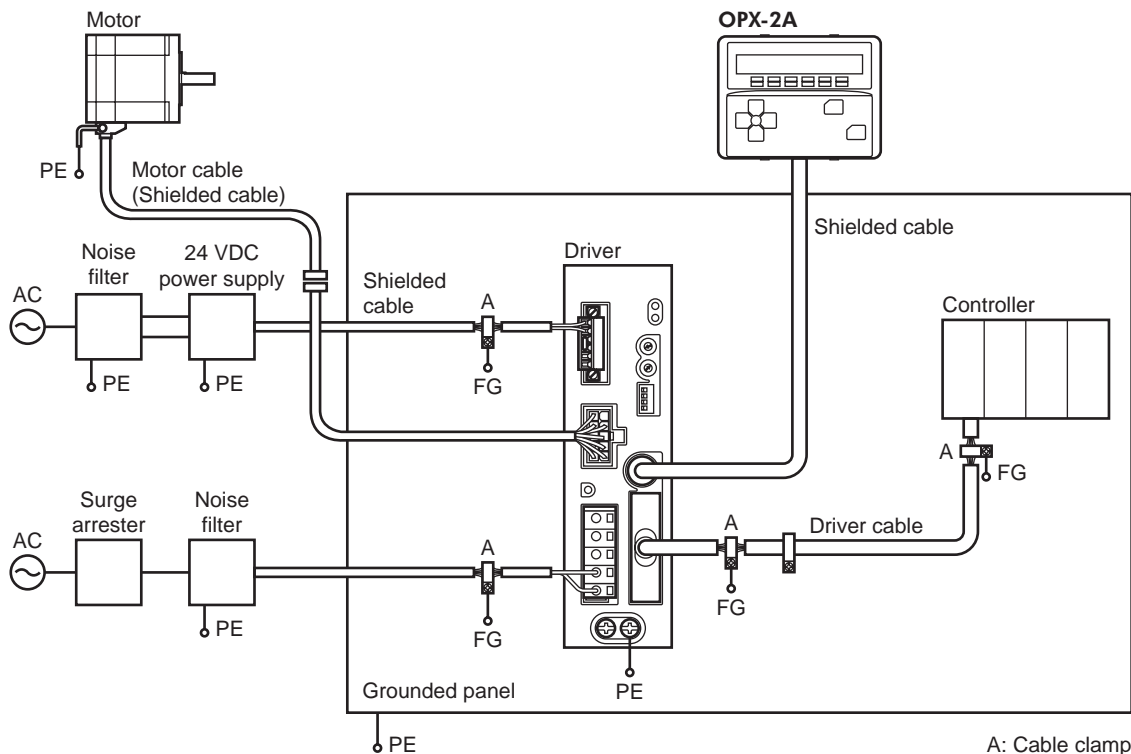 Motor
OPX-2A
PE
Motor cable
(Shielded cable)
Shielded cable
Noise
filter
24 VDC
power supply
Shielded
cable
Driver
AC
A
Controller
PE
PE
FG
A
FG
Surge
arrester
Noise
filter
Driver cable
AC
A
A
PE
FG
FG
Grounded panel
PE
PE
A: Cable clamp